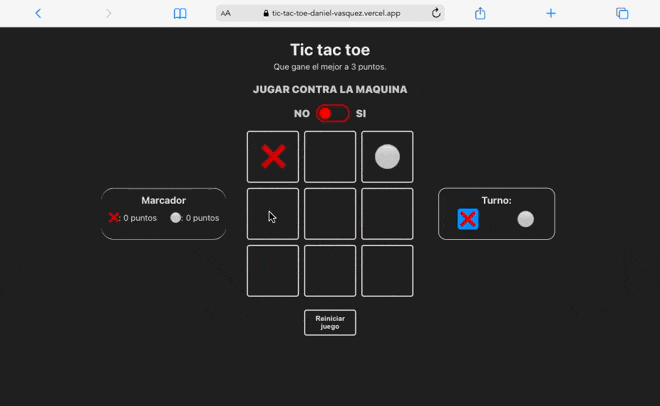 AA tic-tac-toe-daniel-vasquez.vercel.app
Tic tac toe
Que gane el mejor a 3 puntos.
JUGAR CONTRA LA MAQUINA
NO SI
Marcador
: 0 puntos : 0 puntos
Turno:
Reiniciar
juego